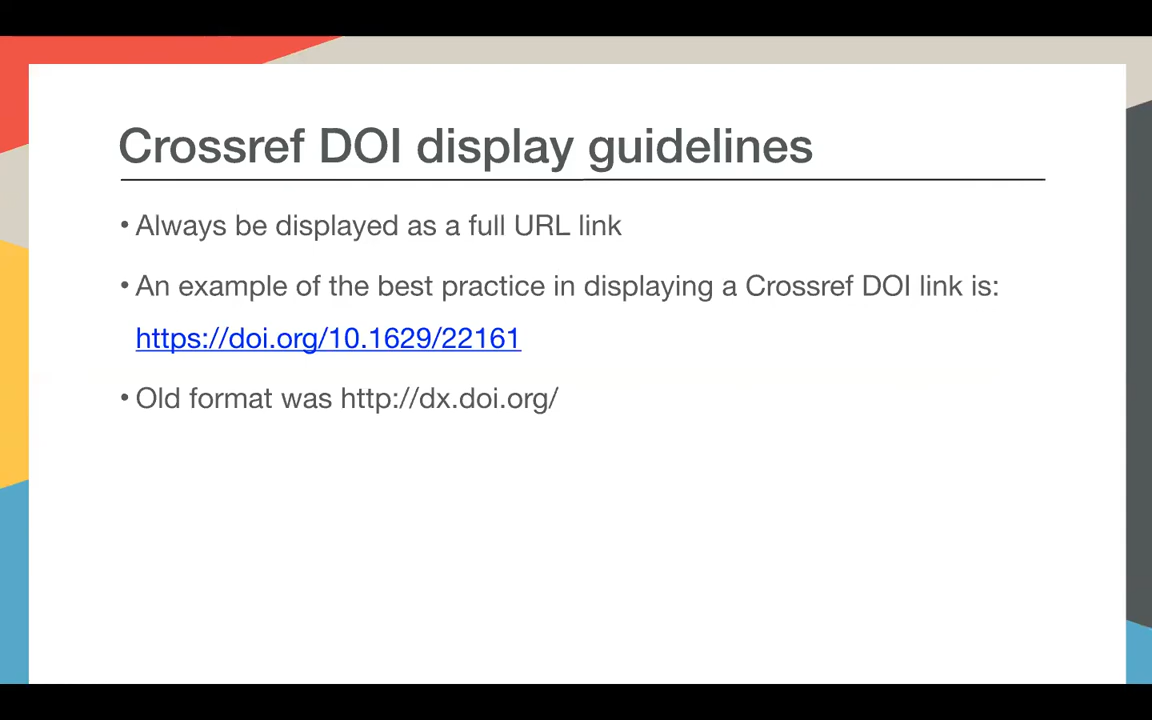 Crossref DOI display guidelines
• Always be displayed as a full URL link
• An example of the best practice in displaying a Crossref DOI link is:
https://doi.org/10.1629/22161
• Old format was http://dx.doi.org/